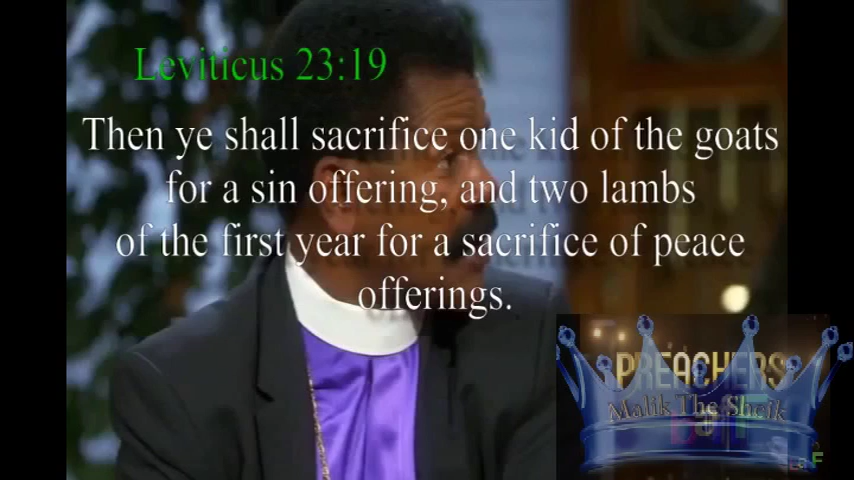 Leviticus 23:19
Then ye shall sacrifice one kid of the goats
for a sin offering, and two lambs
of the first year for a sacrifice of peace
offerings.
PREACHERS
Malik The Sheik